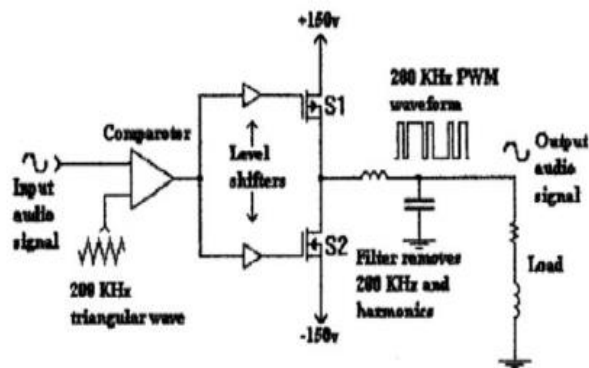 +150v
200 KHz PWM
waveform
S1
Comparator
Level
shifters
Output
audio
signal
Input
audio
signal
S2
Load
Filter removes
200 KHz and
harmonics
200 KHz
triangular wave
-150v